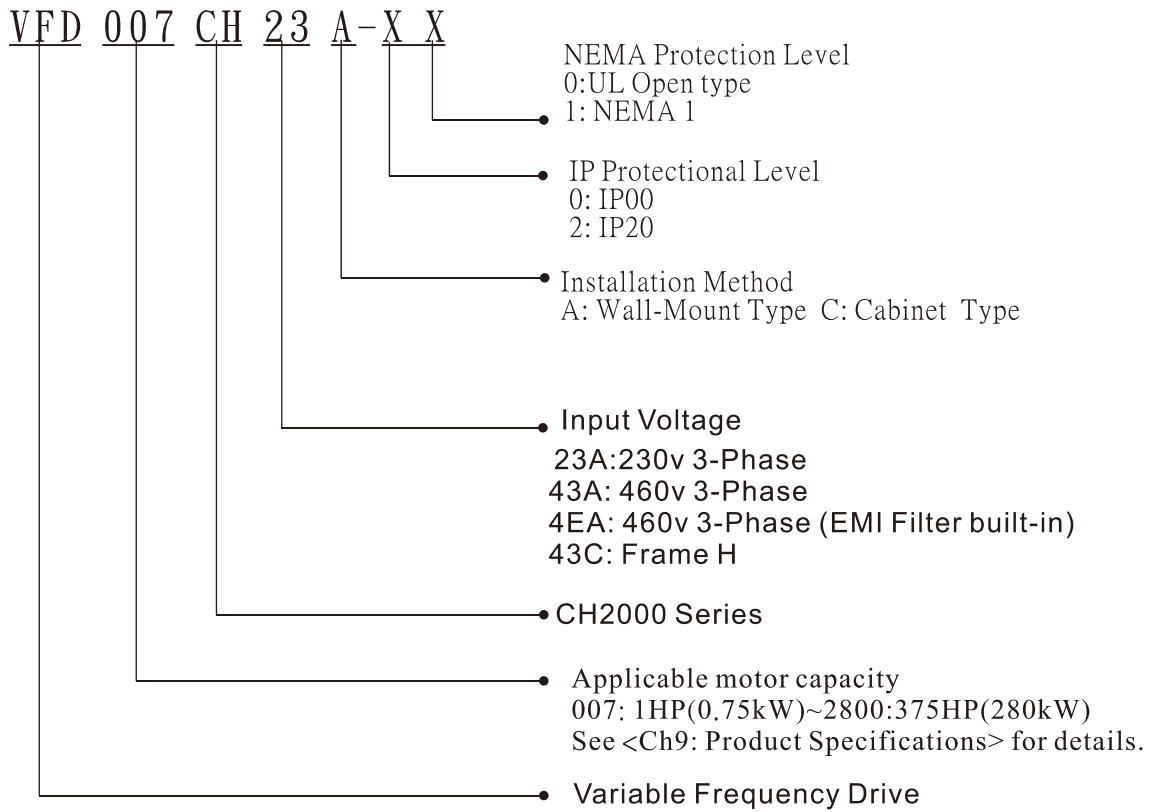 VFD 007 CH 23 A-X X
NEMA Protection Level
0:UL Open type
1: NEMA 1
IP Protectional Level
0: IP00
2: IP20
Installation Method
A: Wall-Mount Type C: Cabinet Type
Input Voltage
23A:230v 3-Phase
43A: 460v 3-Phase
4EA: 460v 3-Phase (EMI Filter built-in)
43C: Frame H
CH2000 Series
Applicable motor capacity
007: 1HP(0.75kW)~2800:375HP(280kW)
See <Ch9: Product Specifications> for details.
Variable Frequency Drive